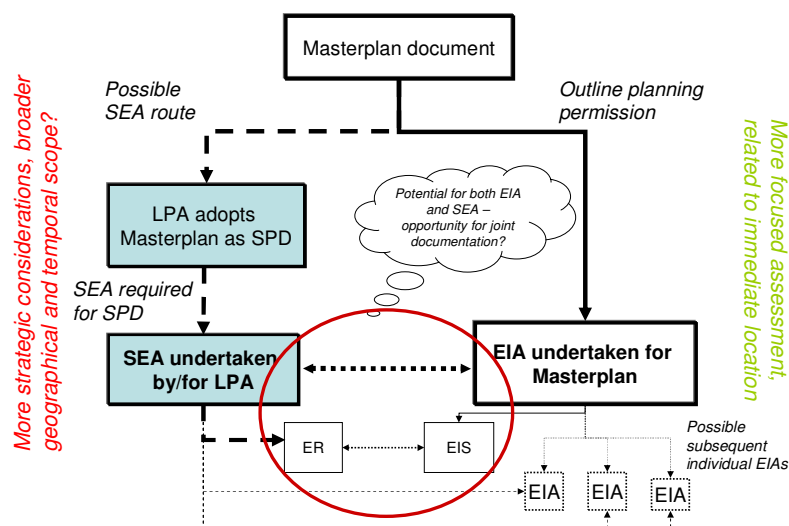 Masterplan document
Possible
SEA route
Outline planning
permission
More strategic considerations, broader
geographical and temporal scope?
More focused assessment,
related to immediate location
Potential for both EIA
and SEA –
opportunity for joint
documentation?
LPA adopts
Masterplan as SPD
SEA required
for SPD
SEA undertaken
by/for LPA
EIA undertaken for
Masterplan
ER
EIS
Possible
subsequent
individual EIAs
EIA
EIA
EIA